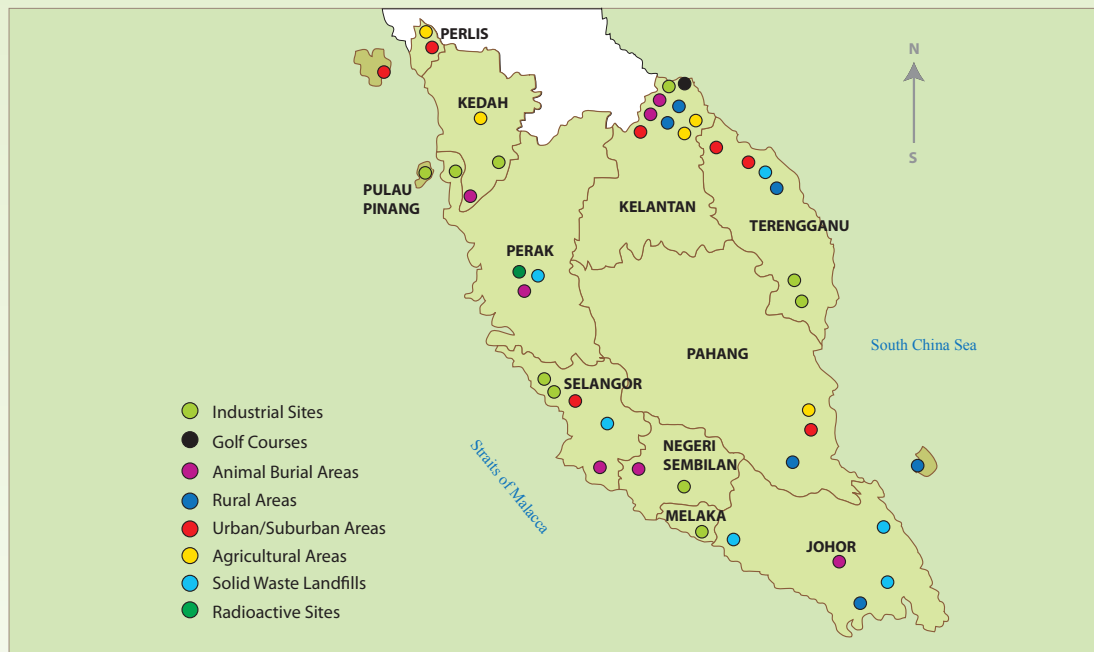 N
S
PERLIS
KEDAH
PULAU
PINANG
KELANTAN
TERENGGANU
PERAK
PAHANG
South China Sea
SELANGOR
NEGERI
SEMBILAN
MELAKA
JOHOR
Straits of Malacca
Industrial Sites
Golf Courses
Animal Burial Areas
Rural Areas
Urban/Suburban Areas
Agricultural Areas
Solid Waste Landfills
Radioactive Sites